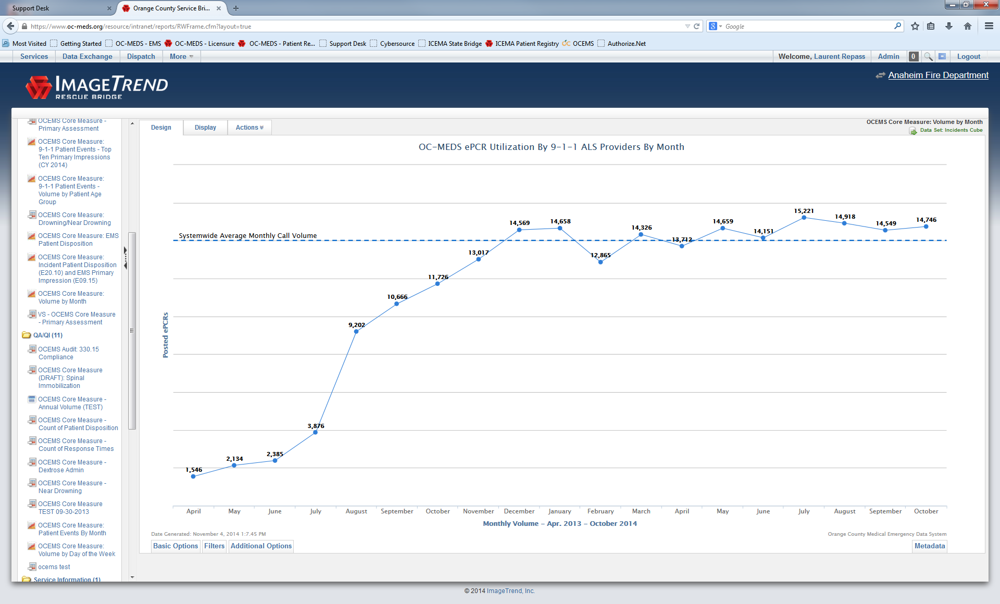 Support Desk
Orange County Service Bri...
https://www.oc-meds.org/resource/intranet/reports/RWFrame.cfm?layout=true
Google
Most Visited Getting Started OC-MEDS - EMS OC-MEDS - Licensure OC-MEDS - Patient Re... Support Desk Cybersource ICEMA State Bridge ICEMA Patient Registry OCEMS Authorize.Net
Services Data Exchange Dispatch More
Welcome, Laurent Repass Admin 0 Logout
IMAGETREND
RESCUE BRIDGE
Anaheim Fire Department
OCEMS Core Measure -
Primary Assessment
OCEMS Core Measure:
9-1-1 Patient Events - Top
Ten Primary Impressions
(CY 2014)
OCEMS Core Measure:
9-1-1 Patient Events -
Volume by Patient Age
Group
OCEMS Core Measure:
Drowning/Near Drowning
OCEMS Core Measure: EMS
Patient Disposition
OCEMS Core Measure:
Incident Patient Disposition
(E20.10) and EMS Primary
Impression (E09.15)
OCEMS Core Measure:
Volume by Month
VS - OCEMS Core Measure
- Primary Assessment
QA/QI (11)
OCEMS Audit: 330.15
Compliance
OCEMS Core Measure
(DRAFT): Spinal
Immobilization
OCEMS Core Measure -
Annual Volume (TEST)
OCEMS Core Measure -
Count of Patient Disposition
OCEMS Core Measure -
Count of Response Times
OCEMS Core Measure -
Dextrose Admin
OCEMS Core Measure -
Near Drowning
OCEMS Core Measure
TEST 09-30-2013
OCEMS Core Measure:
Patient Events By Month
OCEMS Core Measure:
Volume by Day of the Week
ocems test
Service Information (1)
Design Display Actions
OCEMS Core Measure: Volume by Month
Data Set: Incidents Cube
OC-MEDS ePCR Utilization By 9-1-1 ALS Providers By Month
Systemwide Average Monthly Call Volume
Posted ePCRs
1,546
2,134
2,385
3,876
9,202
10,666
11,726
13,017
14,569
14,658
12,865
14,326
13,712
14,659
14,151
15,221
14,918
14,549
14,746
April May June July August September October November December January February March April May June July August September October
Monthly Volume - Apr. 2013 - October 2014
Date Generated: November 4, 2014 1:7.45 PM
Orange County Medical Emergency Data System
Basic Options Filters Additional Options
Metadata
© 2014 ImageTrend, Inc.